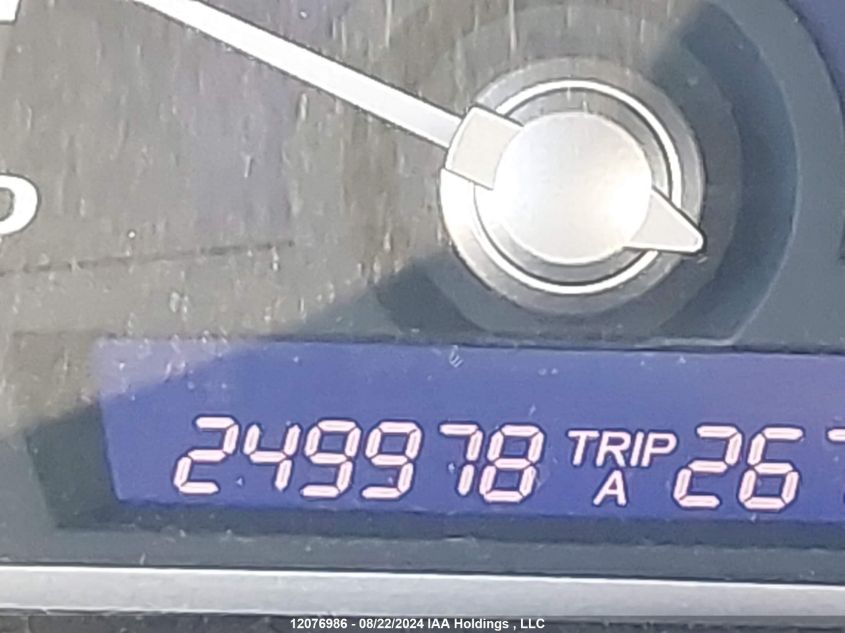 249978 TRIP A 26
12076986 - 08/22/2024 IAA Holdings , LLC